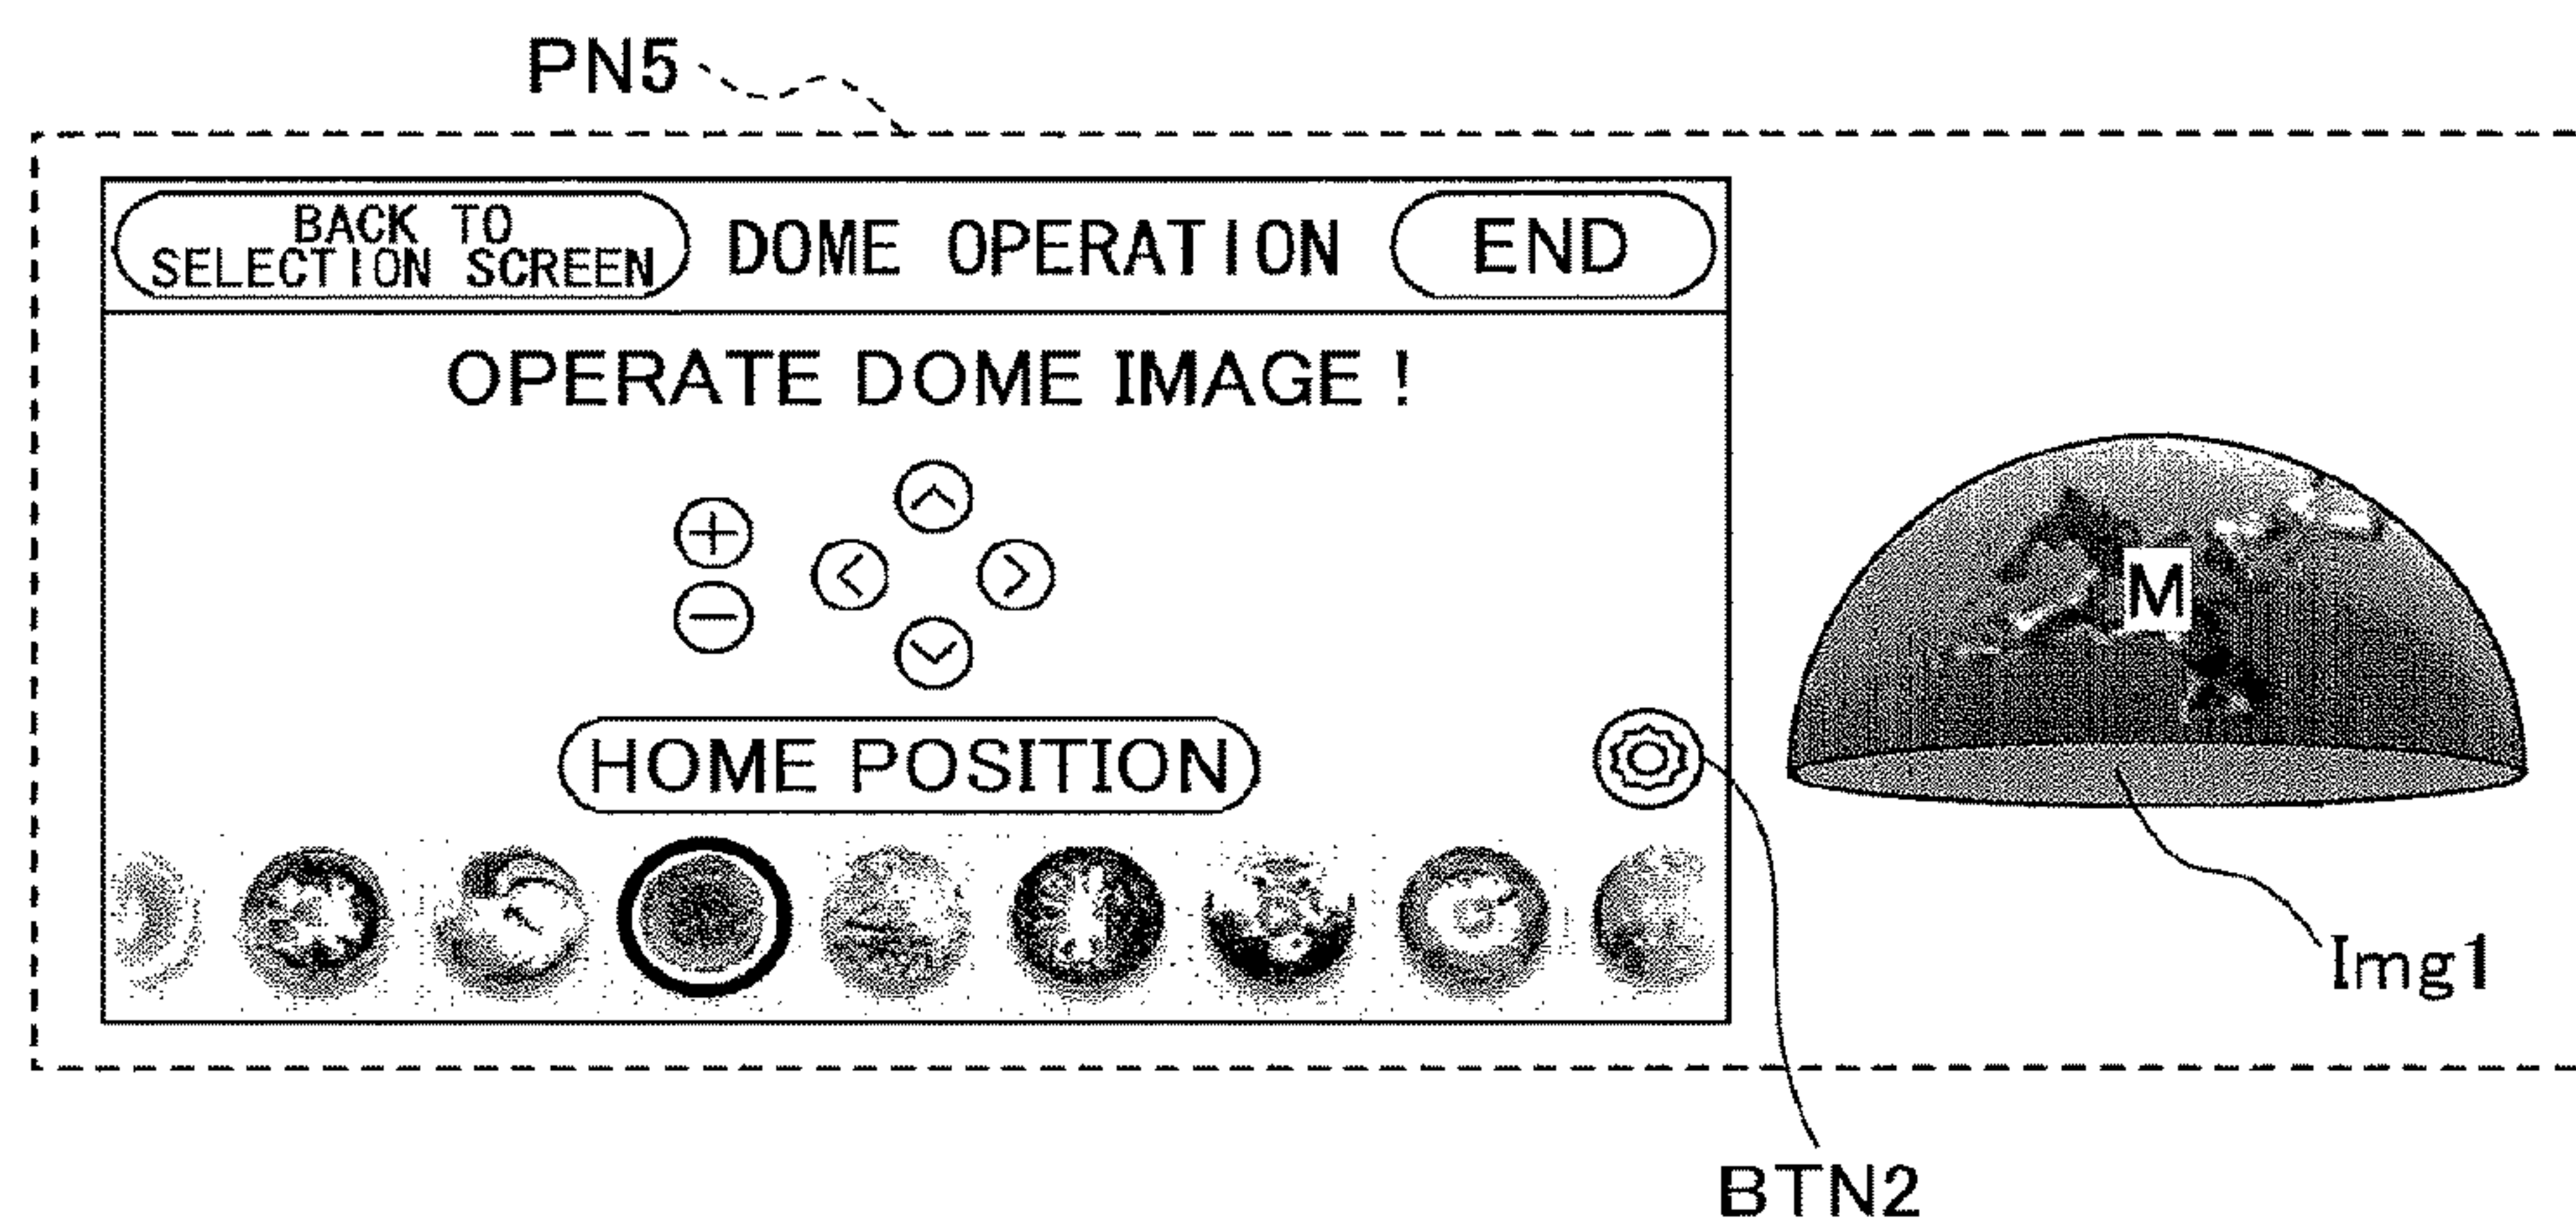 PN5
BACK TO
SELECTION SCREEN
DOME OPERATION
END
OPERATE DOME IMAGE !
+
−
M
HOME POSITION
Img1
BTN2